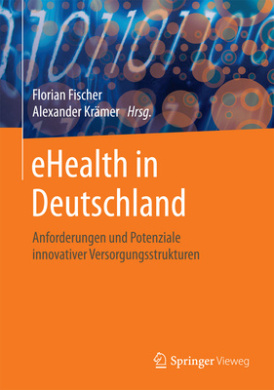 Florian Fischer
Alexander Krämer Hrsg.
eHealth in
Deutschland
Anforderungen und Potenziale
innovativer Versorgungsstrukturen
Springer Vieweg